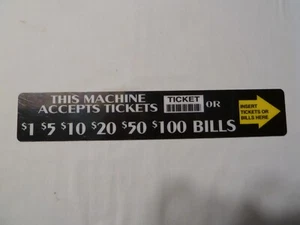 THIS MACHINE
ACCEPTS TICKETS
TICKET
OR
$1 $5 $10 $20 $50 $100 BILLS
INSERT
TICKETS OR
BILLS HERE